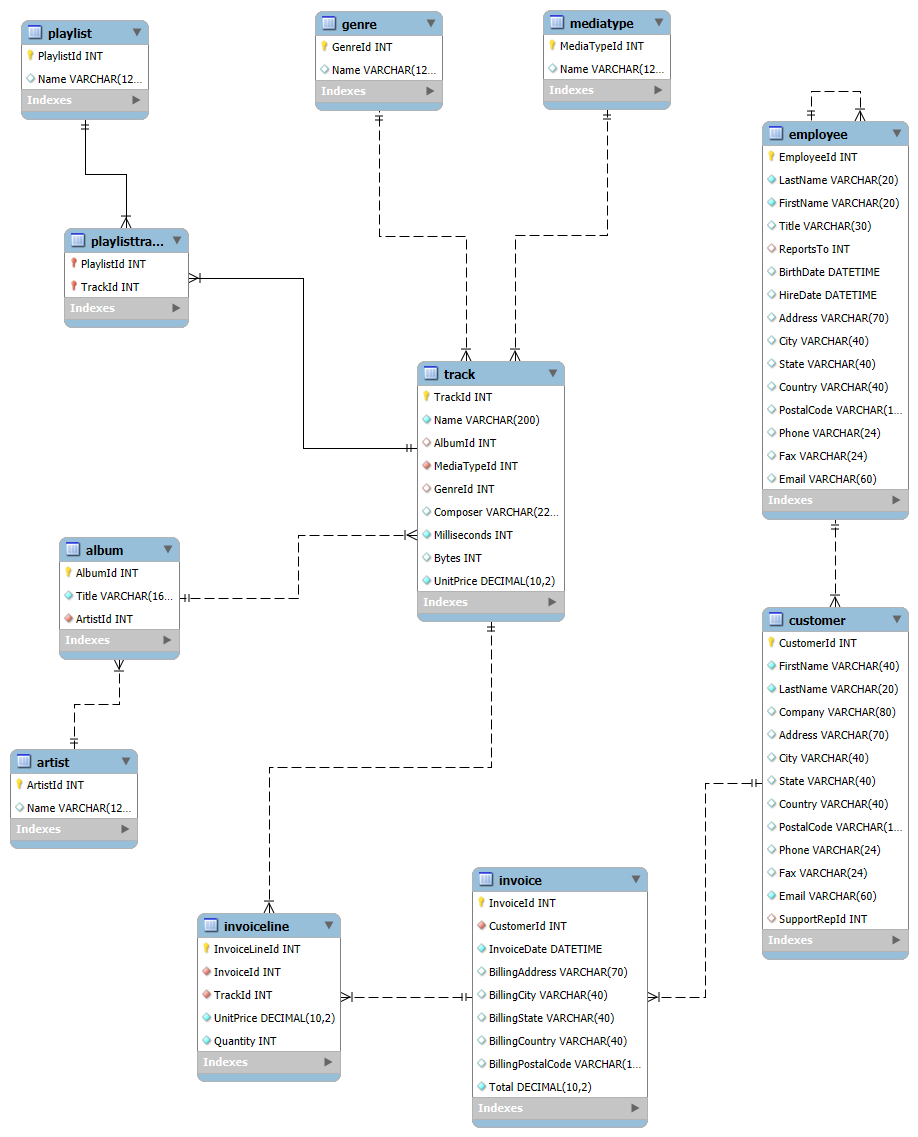 playlist
PlaylistId INT
Name VARCHAR(12...
Indexes
genre
GenreId INT
Name VARCHAR(12...
Indexes
mediatype
MediaTypeId INT
Name VARCHAR(12...
Indexes
employee
EmployeeId INT
LastName VARCHAR(20)
FirstName VARCHAR(20)
Title VARCHAR(30)
ReportsTo INT
BirthDate DATETIME
HireDate DATETIME
Address VARCHAR(70)
City VARCHAR(40)
State VARCHAR(40)
Country VARCHAR(40)
PostalCode VARCHAR(1...
Phone VARCHAR(24)
Fax VARCHAR(24)
Email VARCHAR(60)
Indexes
playlisttra...
PlaylistId INT
TrackId INT
Indexes
track
TrackId INT
Name VARCHAR(200)
AlbumId INT
MediaTypeId INT
GenreId INT
Composer VARCHAR(22...
Milliseconds INT
Bytes INT
UnitPrice DECIMAL(10,2)
Indexes
album
AlbumId INT
Title VARCHAR(16...
ArtistId INT
Indexes
customer
CustomerId INT
FirstName VARCHAR(40)
LastName VARCHAR(20)
Company VARCHAR(80)
Address VARCHAR(70)
City VARCHAR(40)
State VARCHAR(40)
Country VARCHAR(40)
PostalCode VARCHAR(1...
Phone VARCHAR(24)
Fax VARCHAR(24)
Email VARCHAR(60)
SupportRepId INT
Indexes
artist
ArtistId INT
Name VARCHAR(12...
Indexes
invoice
InvoiceId INT
CustomerId INT
InvoiceDate DATETIME
BillingAddress VARCHAR(70)
BillingCity VARCHAR(40)
BillingState VARCHAR(40)
BillingCountry VARCHAR(40)
BillingPostalCode VARCHAR(1...
Total DECIMAL(10,2)
Indexes
invoiceline
InvoiceLineId INT
InvoiceId INT
TrackId INT
UnitPrice DECIMAL(10,2)
Quantity INT
Indexes